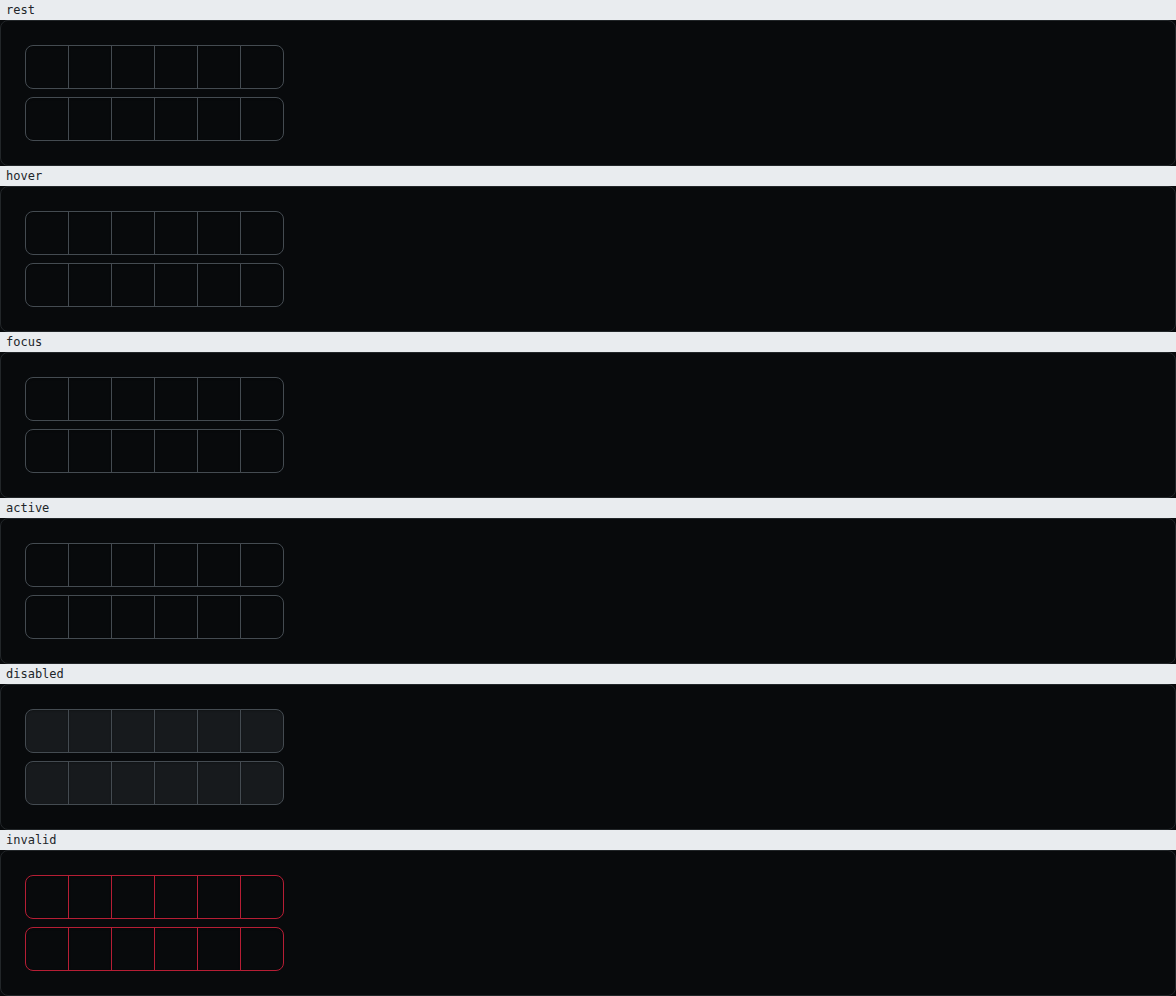 rest
hover
focus
active
disabled
invalid